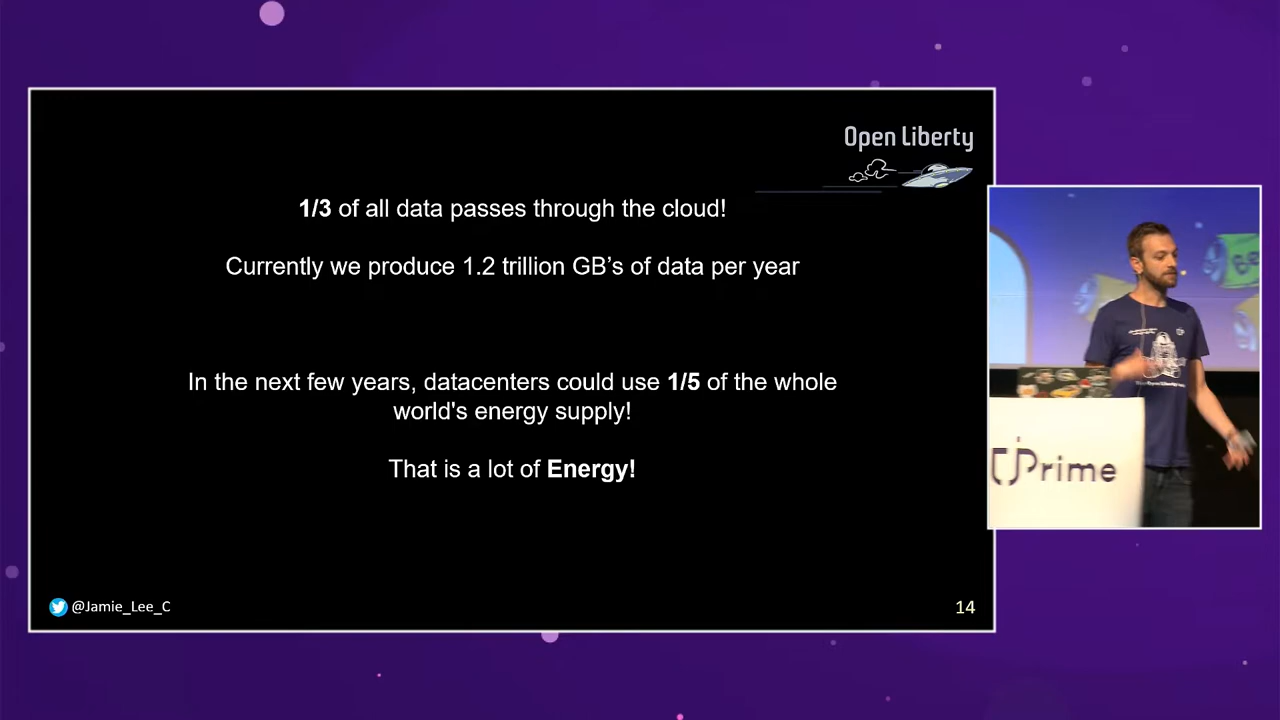 Open Liberty
1/3 of all data passes through the cloud!
Currently we produce 1.2 trillion GB’s of data per year
In the next few years, datacenters could use 1/5 of the whole
world's energy supply!
That is a lot of Energy!
@Jamie_Lee_C
14
Prime